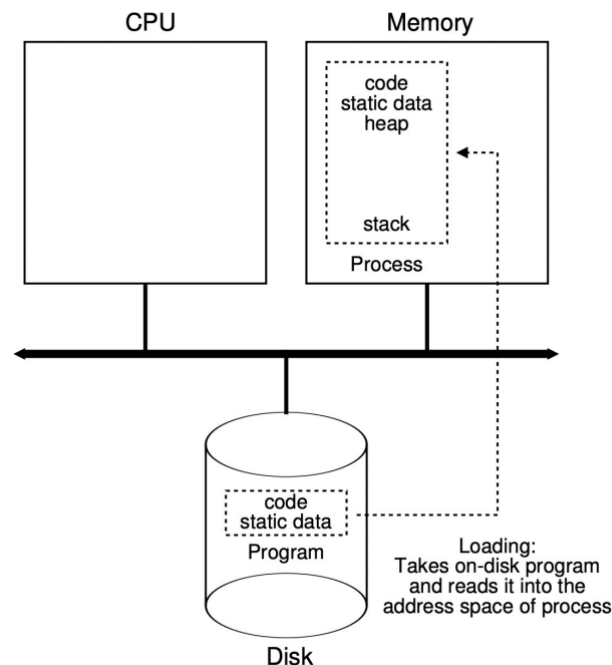 CPU
Memory
code
static data
heap
stack
Process
code
static data
Program
Loading:
Takes on-disk program
and reads it into the
address space of process
Disk